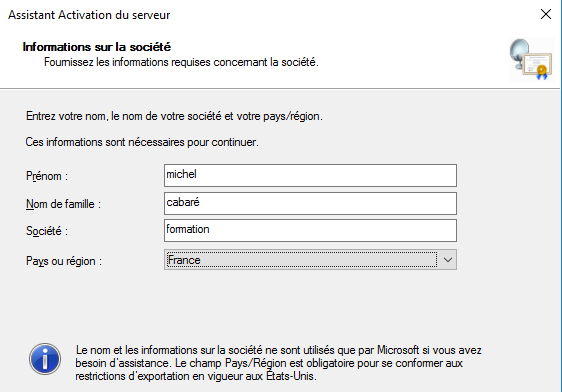 Assistant Activation du serveur
Informations sur la société
Fournissez les informations requises concernant la société.
Entrez votre nom, le nom de votre société et votre pays/région.
Ces informations sont nécessaires pour continuer.
Prénom : michel
Nom de famille : cabaré
Société : formation
Pays ou région : France
Le nom et les informations sur la société ne sont utilisés que par Microsoft si vous avez
besoin d'assistance. Le champ Pays/Région est obligatoire pour se conformer aux
restrictions d'exportation en vigueur aux États-Unis.